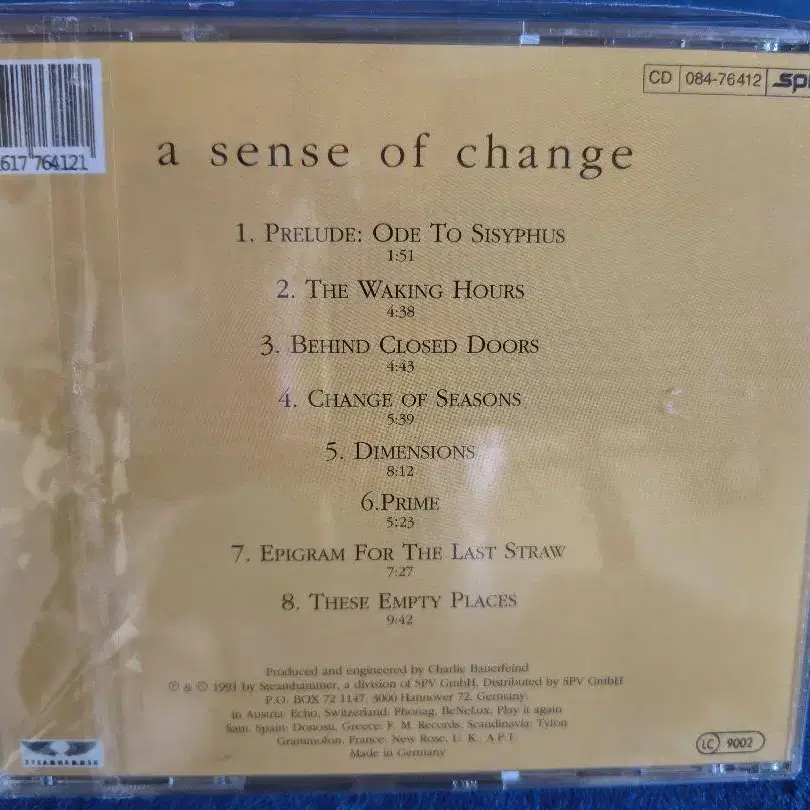 CD 084-76412 SPV
617 764121
a sense of change
1. PRELUDE: ODE TO SISYPHUS
1:51
2. THE WAKING HOURS
4:38
3. BEHIND CLOSED DOORS
4:43
4. CHANGE OF SEASONS
5:39
5. DIMENSIONS
8:12
6.PRIME
5:23
7. EPIGRAM FOR THE LAST STRAW
7:27
8. THESE EMPTY PLACES
9:42
Produced and engineered by Charlie Bauerfeind
℗ & © 1991 by Steamhammer, a division of SPV GmbH, Distributed by SPV GmbH
P.O. BOX 72 1147, 3000 Hannover 72, Germany.
in Austria: Echo, Switzerland: Phonag, BeNeLux: Play it again
Sam, Spain: Donosti, Greece: F. M. Records, Scandinavia: Tylon
Grammofon, France: New Rose, U. K.: A.P.T.
Made in Germany
STEAMHAMMER
LC 9002